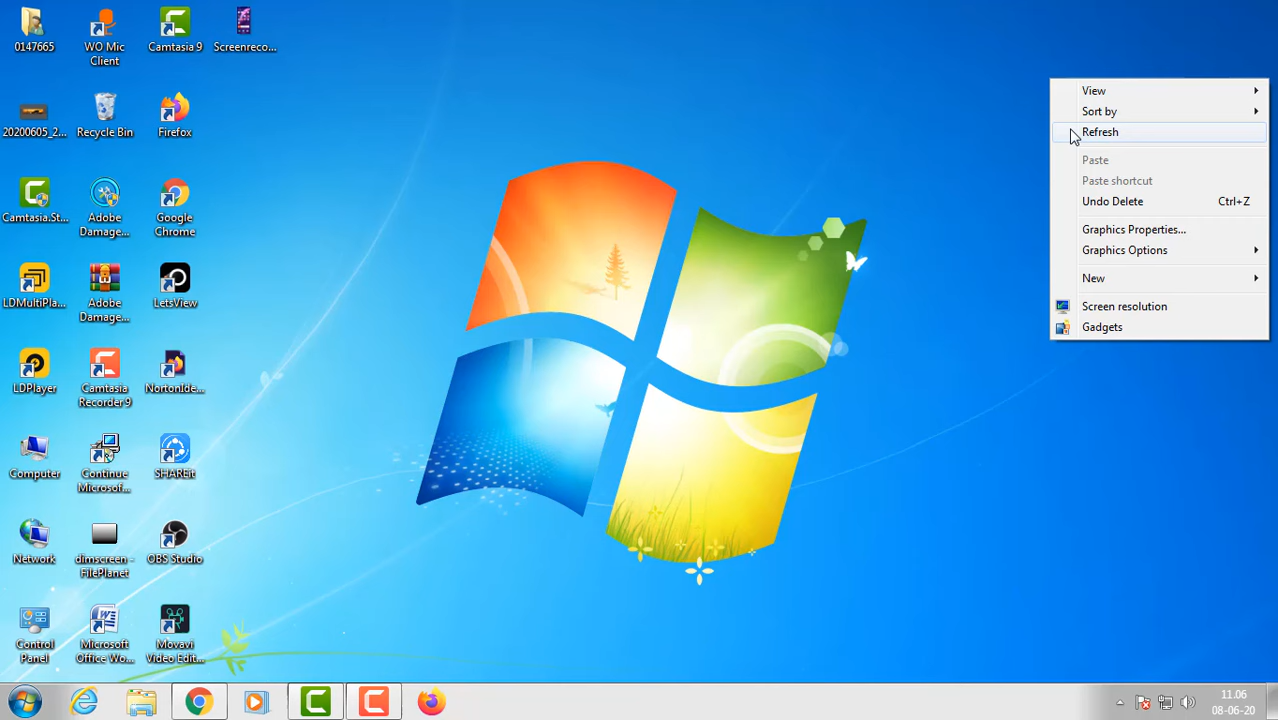 0147665
WO Mic
Client
Camtasia 9
Screenreco...
20200605_2...
Recycle Bin
Firefox
Camtasia.St...
Adobe
Damage...
Google
Chrome
LDMultiPla...
Adobe
Damage...
LetsView
LDPlayer
Camtasia
Recorder 9
NortonIde...
Computer
Continue
Microsof...
SHAREit
Network
dimscreen -
FilePlanet
OBS Studio
Control
Panel
Microsoft
Office Wo...
Movavi
Video Edit...
View
Sort by
Refresh
Paste
Paste shortcut
Undo Delete Ctrl+Z
Graphics Properties...
Graphics Options
New
Screen resolution
Gadgets
11.06
08-06-20